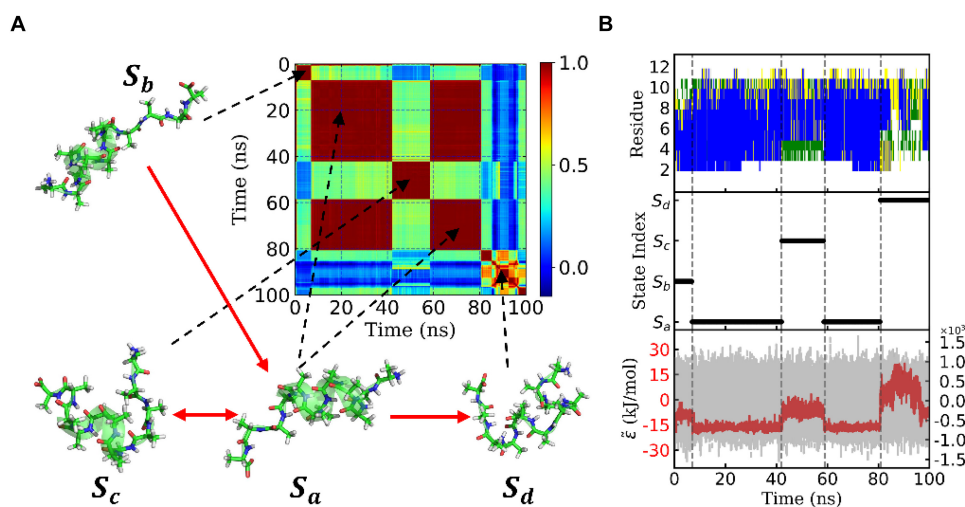 A
B
S_b
0
20
40
60
80
100
Time (ns)
0 20 40 60 80 100
Time (ns)
1.0
0.5
0.0
S_c
S_a
S_d
12
10
8
6
4
2
Residue
S_d
S_c
S_b
S_a
State Index
30
15
0
-15
-30
ε̃ (kJ/mol)
×10³
1.5
1.0
0.5
0.0
-0.5
-1.0
-1.5
0 20 40 60 80 100
Time (ns)